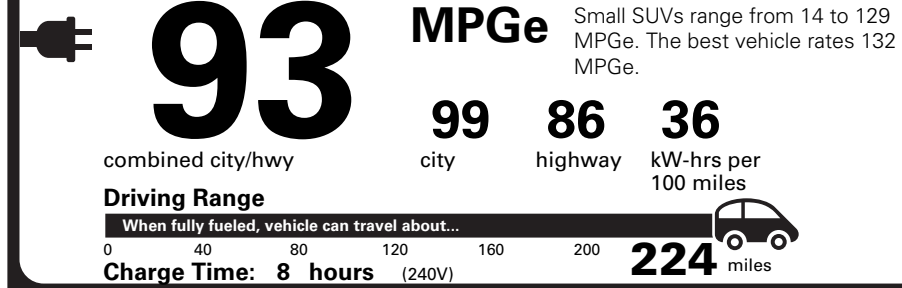 93
MPGe
Small SUVs range from 14 to 129
MPGe. The best vehicle rates 132
MPGe.
99 86 36
combined city/hwy city highway kW-hrs per
100 miles
Driving Range
When fully fueled, vehicle can travel about...
0 40 80 120 160 200 224 miles
Charge Time: 8 hours (240V)